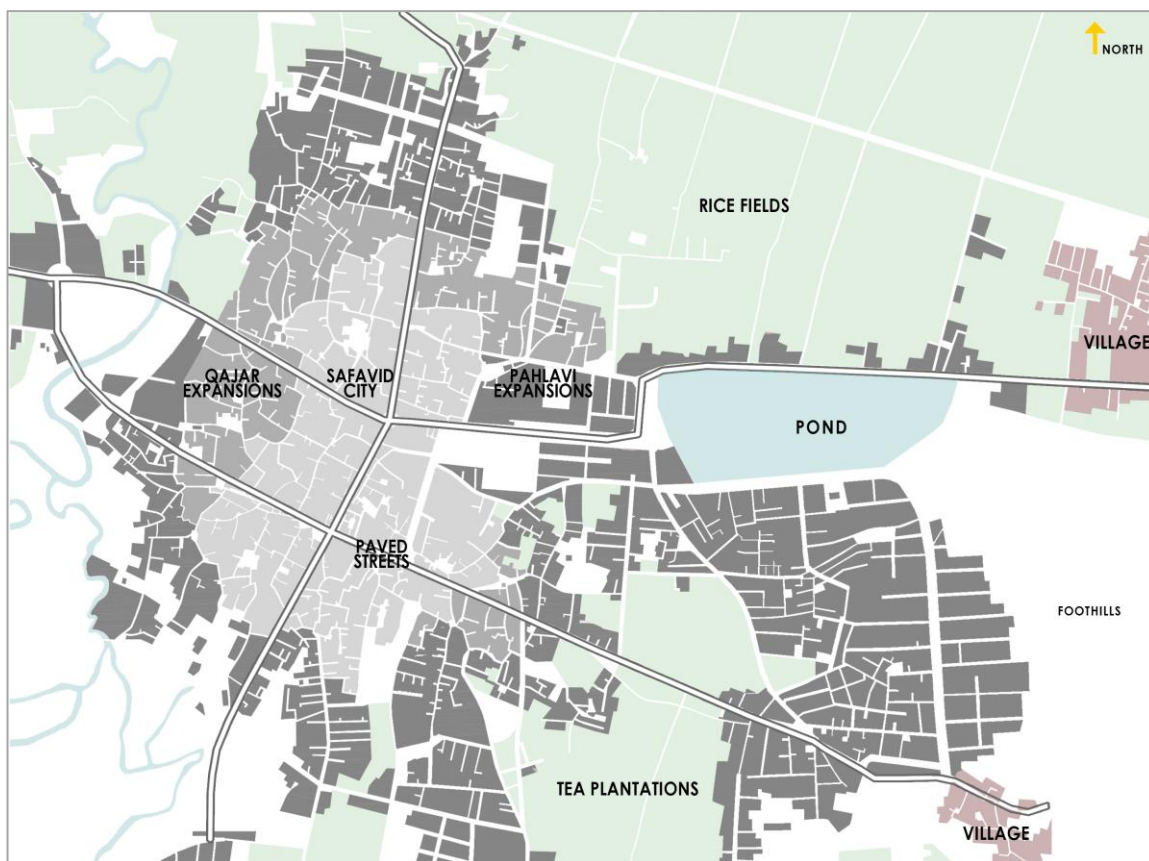 NORTH
RICE FIELDS
VILLAGE
QAJAR
EXPANSIONS
SAFAVID
CITY
PAHLAVI
EXPANSIONS
POND
PAVED
STREETS
FOOTHILLS
TEA PLANTATIONS
VILLAGE